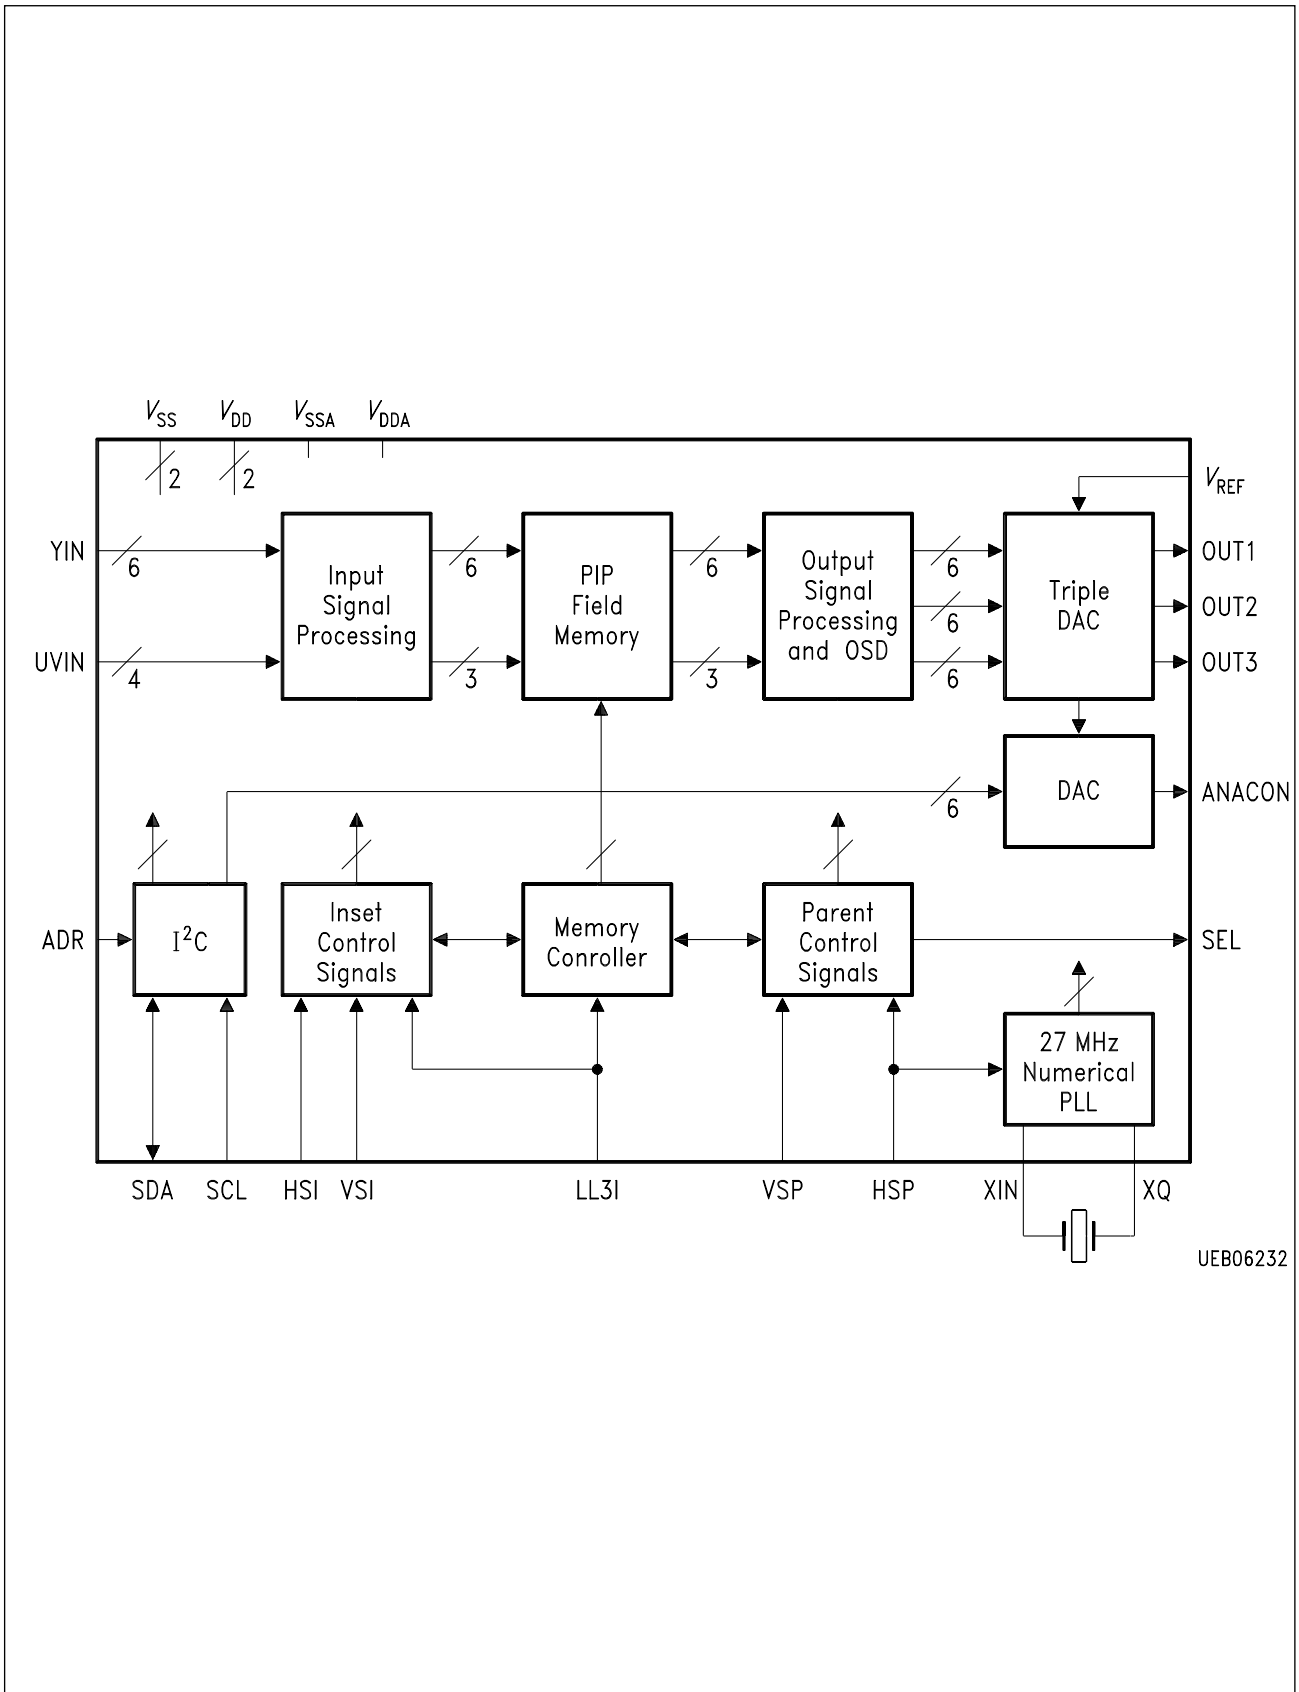 VSS VDD VSSA VDDA
2 2
VREF
YIN 6 6 6 6 OUT1
Input
Signal
Processing
PIP
Field
Memory
Output
Signal
Processing
and OSD
Triple
DAC
6 OUT2
UVIN 4 3 3 6 OUT3
6
DAC
ANACON
ADR
I²C
Inset
Control
Signals
Memory
Conroller
Parent
Control
Signals
SEL
27 MHz
Numerical
PLL
SDA SCL HSI VSI LL3I VSP HSP XIN XQ
UEB06232